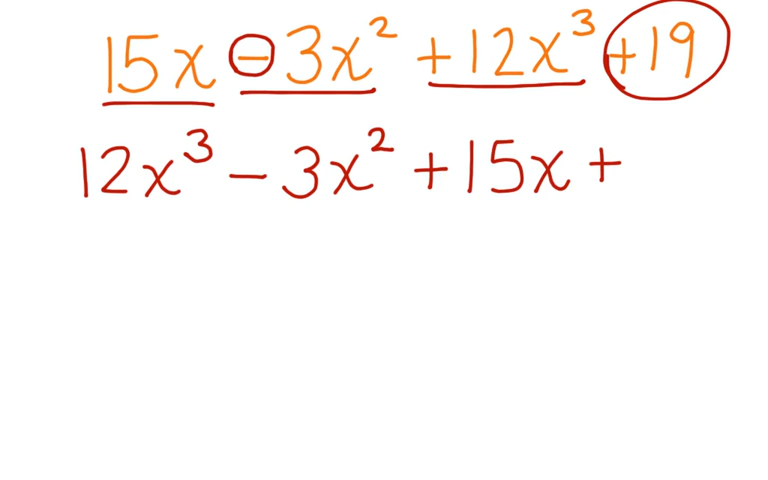 15x - 3x² + 12x³ + 19
12x³ - 3x² + 15x +